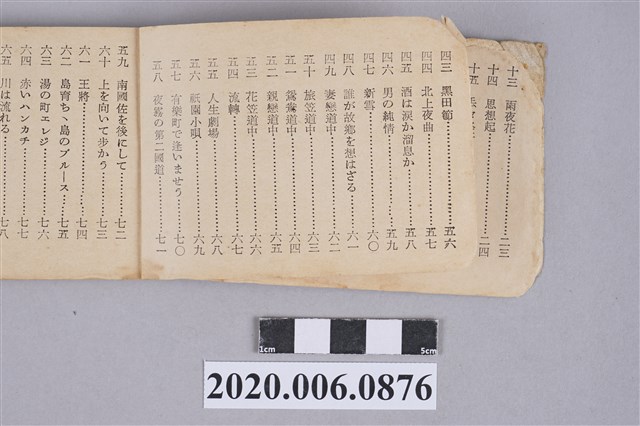 十三　雨夜花…………二三
十四　思想起…………二四
十五
四三　黑田節…………五六
四四　北上夜曲…………五七
四五　酒は淚か溜息か…………五八
四六　男の純情…………五九
四七　新雪…………六〇
四八　誰が故鄉を想はざる…………六一
四九　妻戀道中…………六二
五十　旅笠道中…………六三
五一　鴛鴦道中…………六四
五二　親戀道中…………六五
五三　花笠道中…………六六
五四　流轉…………六七
五五　人生劇場…………六八
五六　祇園小唄…………六九
五七　有樂町で逢いませう…………七〇
五八　夜霧の第二國道…………七一
五九　南國佐を後にして…………七二
六十　上を向いて步かう…………七三
六一　王將…………七四
六二　島育ち丶島のブルース…………七五
六三　湯の町エレジ…………七六
六四　赤いハンカチ…………七七
六五　川は流れる…………七八
1cm 5cm
2020.006.0876